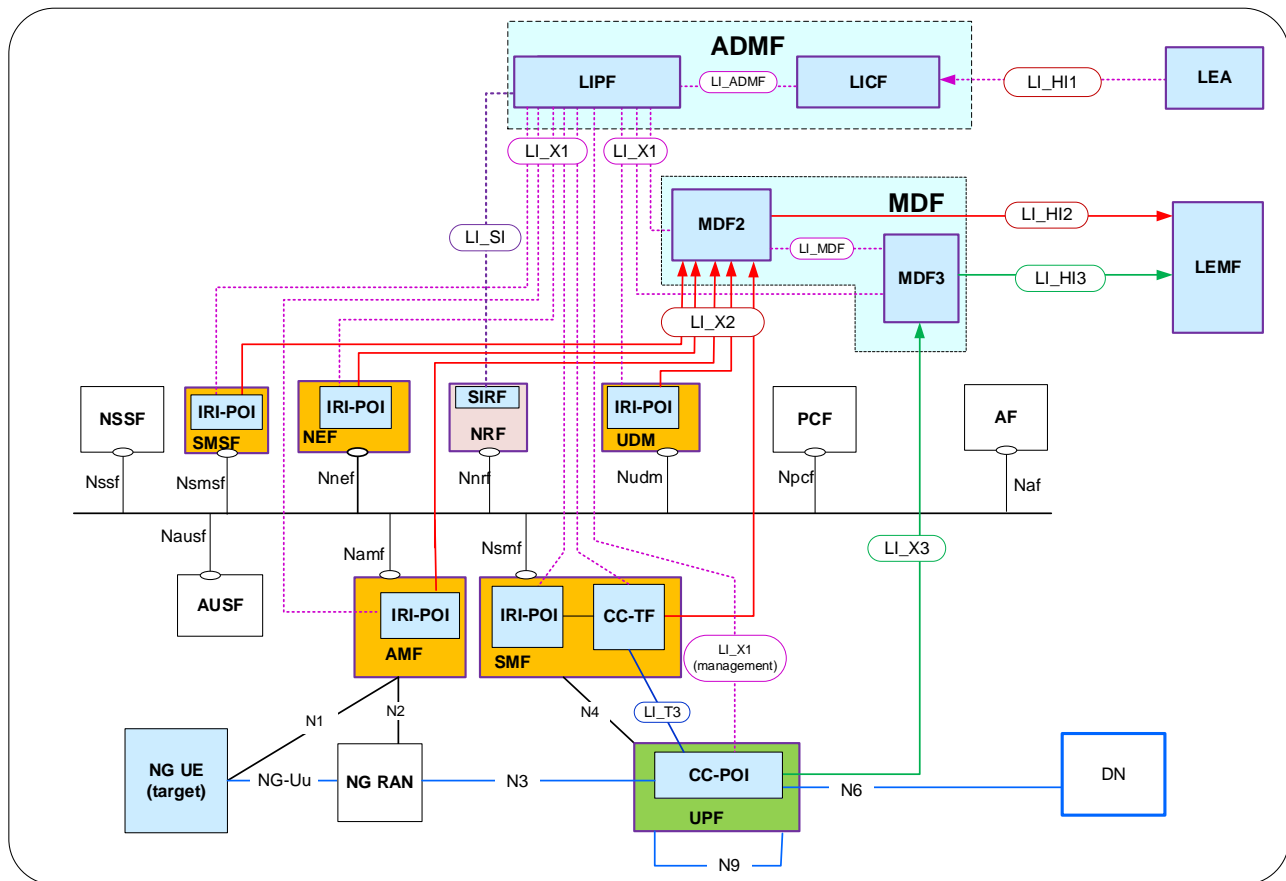 ADMF
LIPF
LI_ADMF
LICF
LI_HI1
LEA
LI_X1
LI_X1
MDF
LI_SI
MDF2
LI_HI2
LI_MDF
MDF3
LI_HI3
LEMF
LI_X2
NSSF
IRI-POI
SMSF
IRI-POI
NEF
SIRF
NRF
IRI-POI
UDM
PCF
AF
Nssf
Nsmsf
Nnef
Nnrf
Nudm
Npcf
Naf
Nausf
Namf
Nsmf
LI_X3
AUSF
IRI-POI
AMF
IRI-POI
CC-TF
SMF
LI_X1
(management)
N1
N2
N4
LI_T3
NG UE
(target)
NG-Uu
NG RAN
N3
CC-POI
UPF
N6
DN
N9